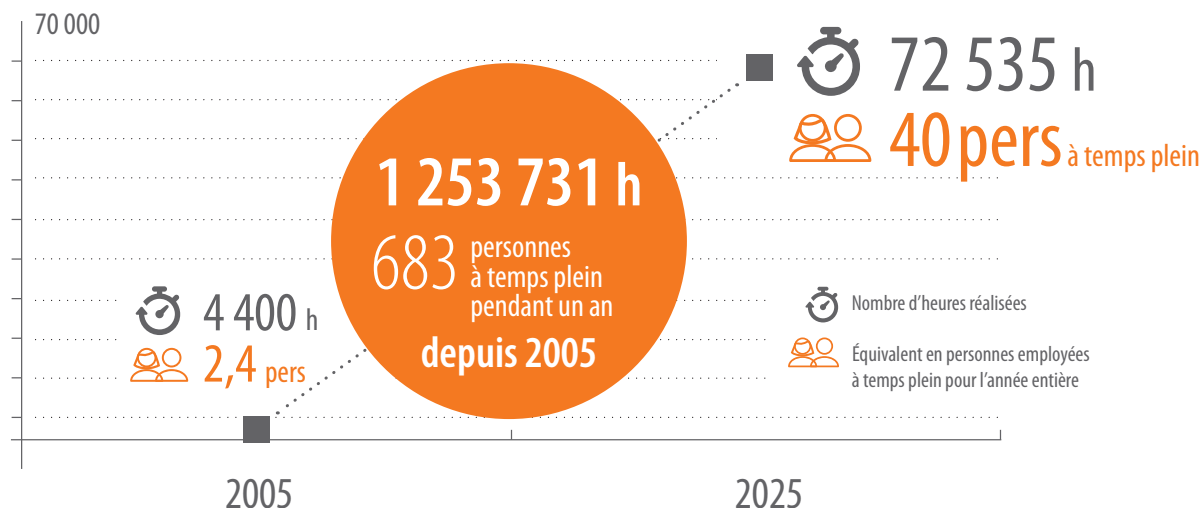 70 000
72 535 h
40 pers à temps plein
1 253 731 h
683 personnes
à temps plein
pendant un an
depuis 2005
4 400 h
2,4 pers
Nombre d'heures réalisées
Équivalent en personnes employées
à temps plein pour l'année entière
2005
2025